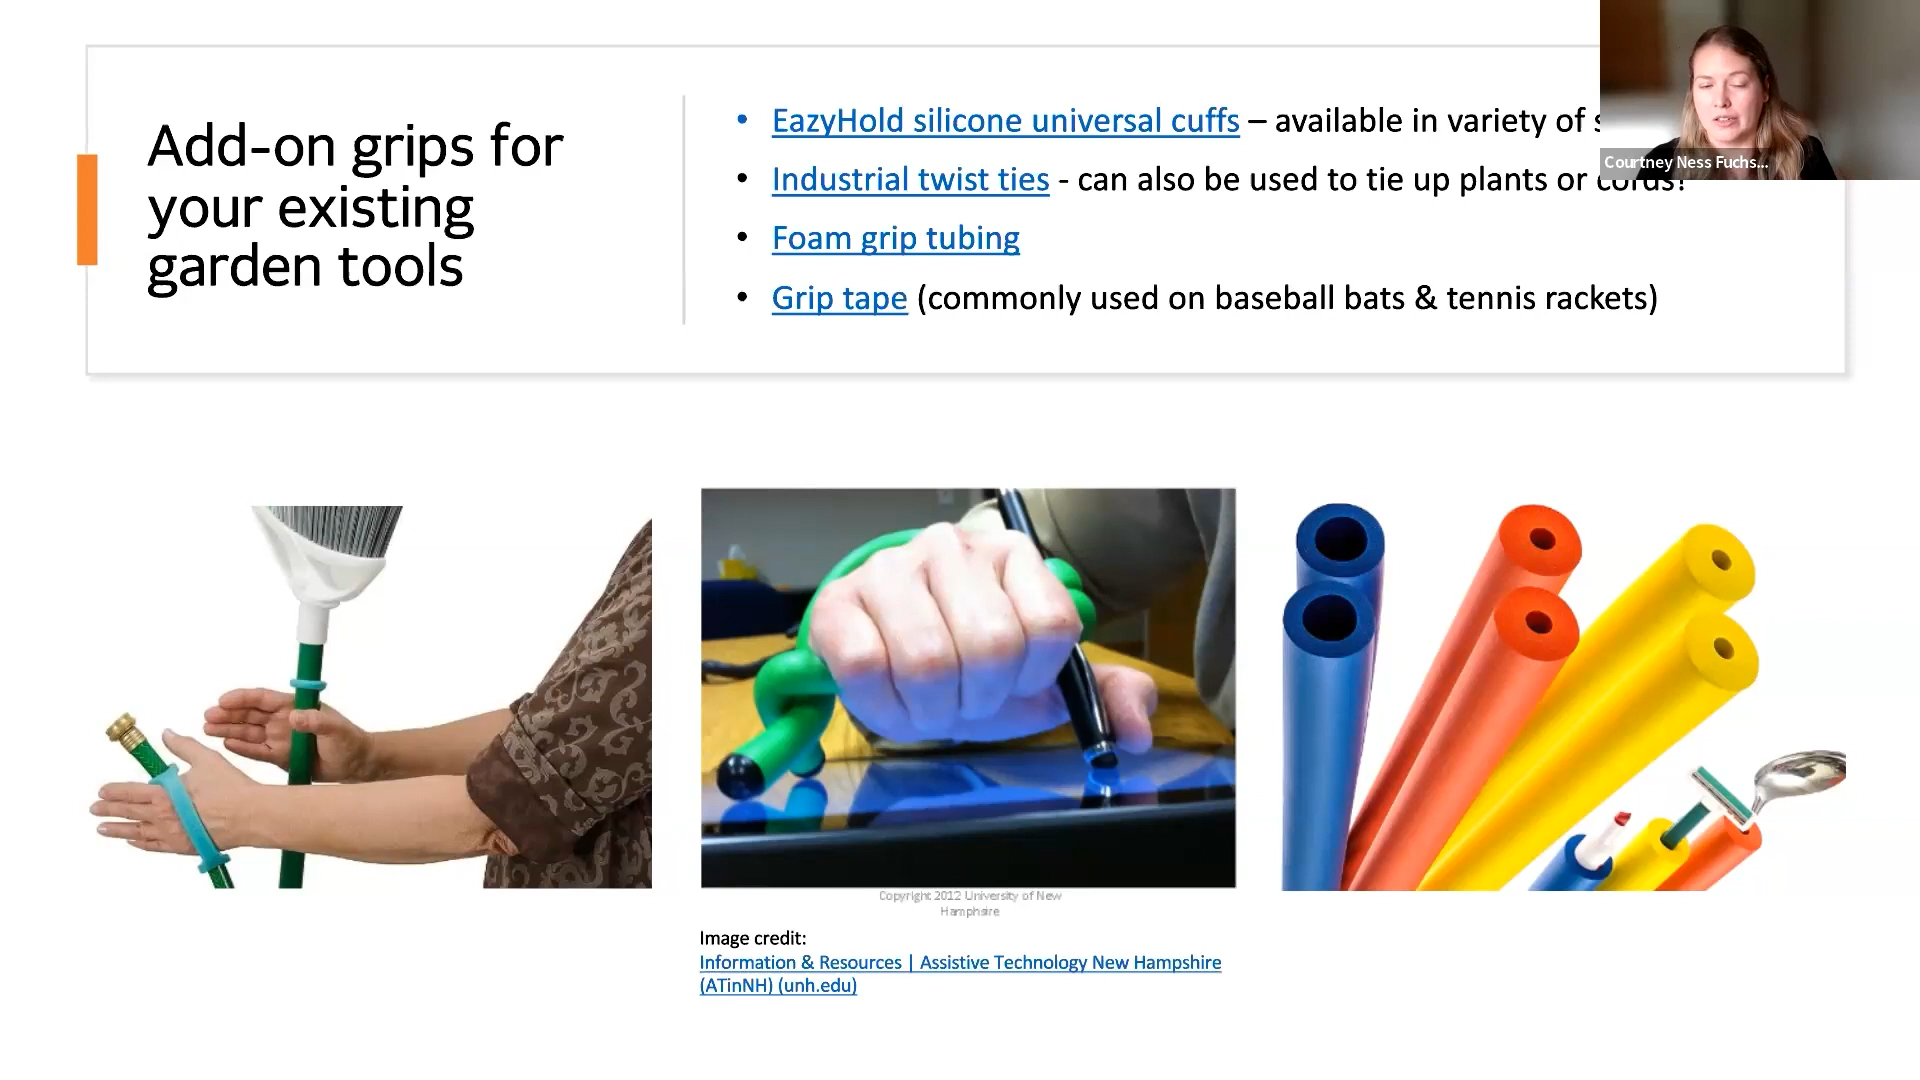 Add-on grips for
your existing
garden tools
• EazyHold silicone universal cuffs – available in variety of
• Industrial twist ties - can also be used to tie up plants or cords!
• Foam grip tubing
• Grip tape (commonly used on baseball bats & tennis rackets)
Courtney Ness Fuchs...
Copyright 2012 University of New
Hamphsire
Image credit:
Information & Resources | Assistive Technology New Hampshire
(ATinNH) (unh.edu)